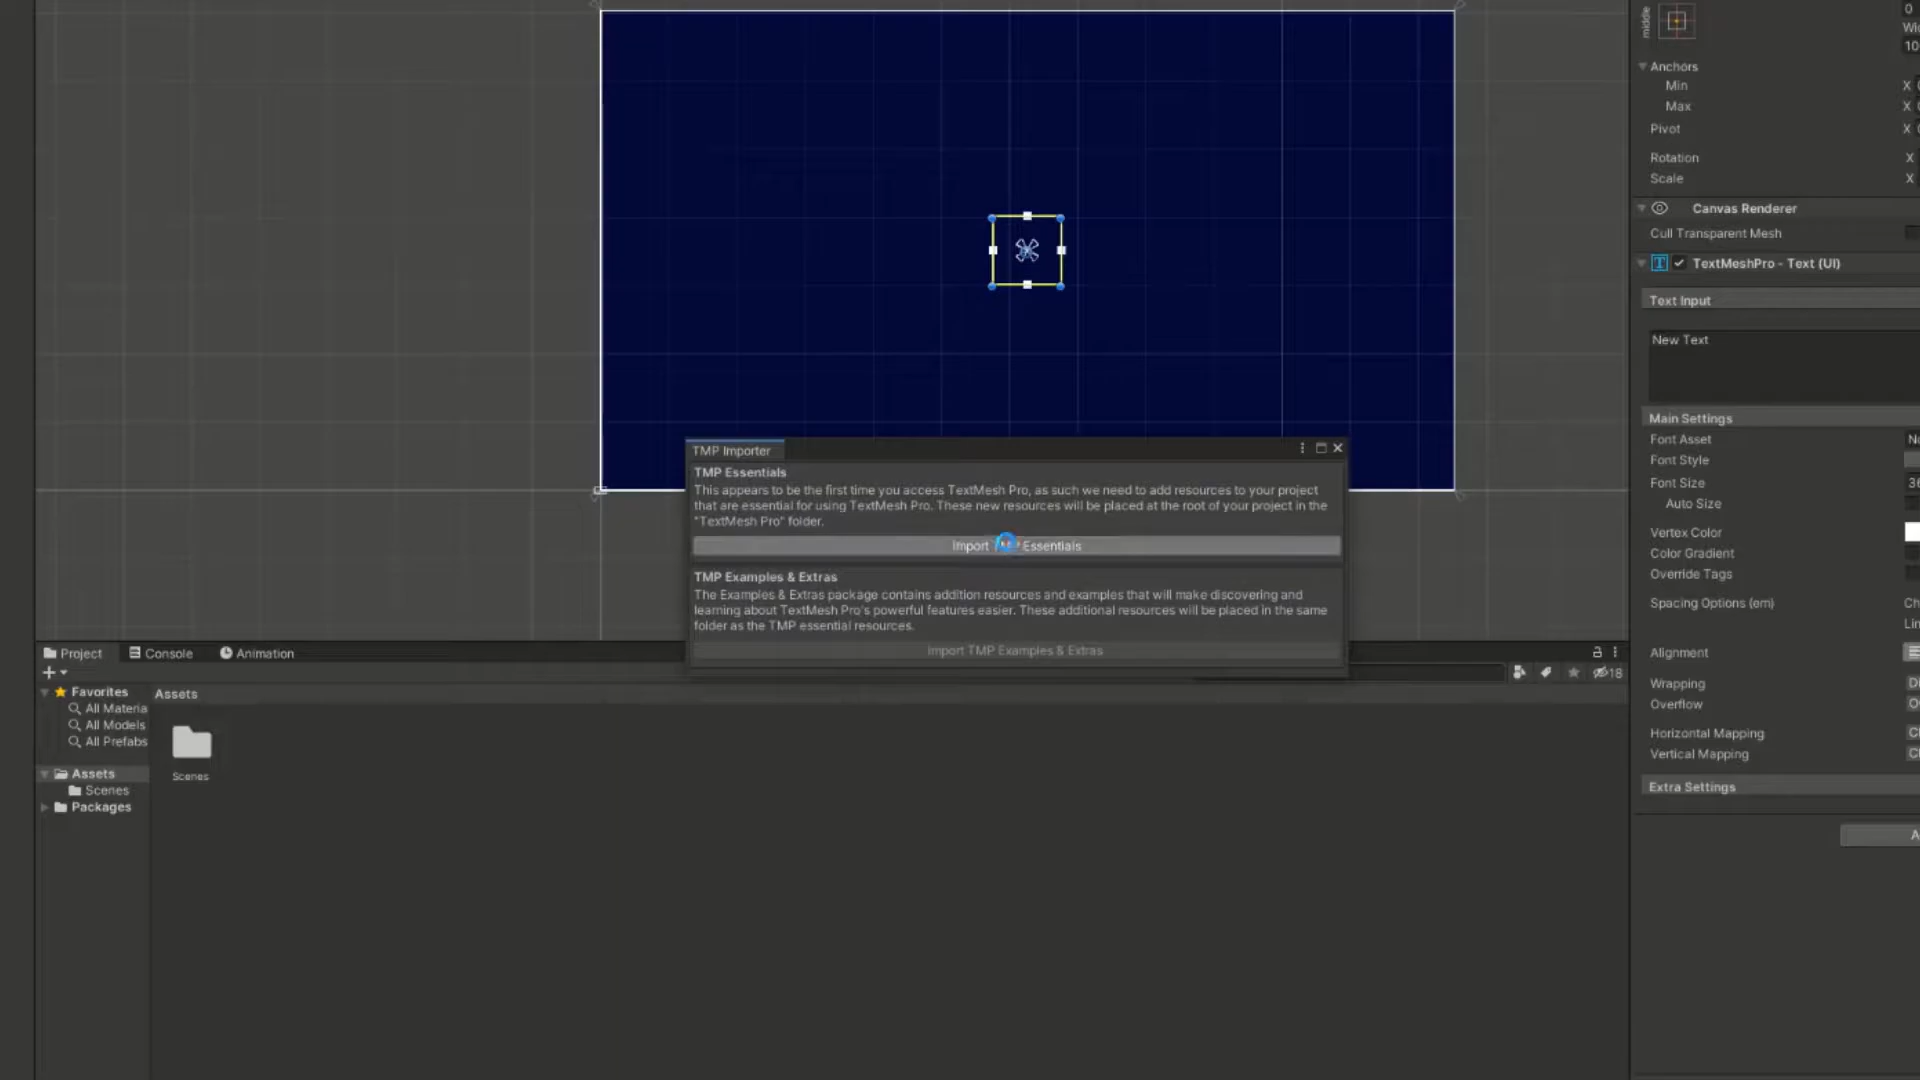 middle
0
Anchors
Min
X
Max
X
Pivot
X
Rotation
X
Scale
X
Canvas Renderer
Cull Transparent Mesh
TextMeshPro - Text (UI)
Text Input
New Text
Main Settings
Font Asset
Font Style
Font Size
Auto Size
Vertex Color
Color Gradient
Override Tags
Spacing Options (em)
Alignment
Wrapping
Overflow
Horizontal Mapping
Vertical Mapping
Extra Settings
TMP Importer
TMP Essentials
This appears to be the first time you access TextMesh Pro, as such we need to add resources to your project
that are essential for using TextMesh Pro. These new resources will be placed at the root of your project in the
"TextMesh Pro" folder.
Import Essentials
TMP Examples & Extras
The Examples & Extras package contains addition resources and examples that will make discovering and
learning about TextMesh Pro's powerful features easier. These additional resources will be placed in the same
folder as the TMP essential resources.
Import TMP Examples & Extras
Project
Console
Animation
18
Favorites
All Materia
All Models
All Prefabs
Assets
Scenes
Packages
Assets
Scenes